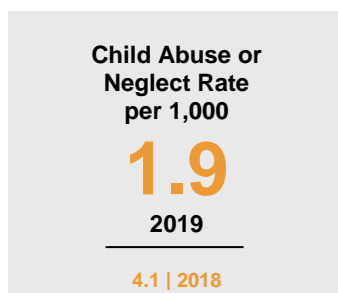 Child Abuse or
Neglect Rate
per 1,000
1.9
2019
4.1 | 2018